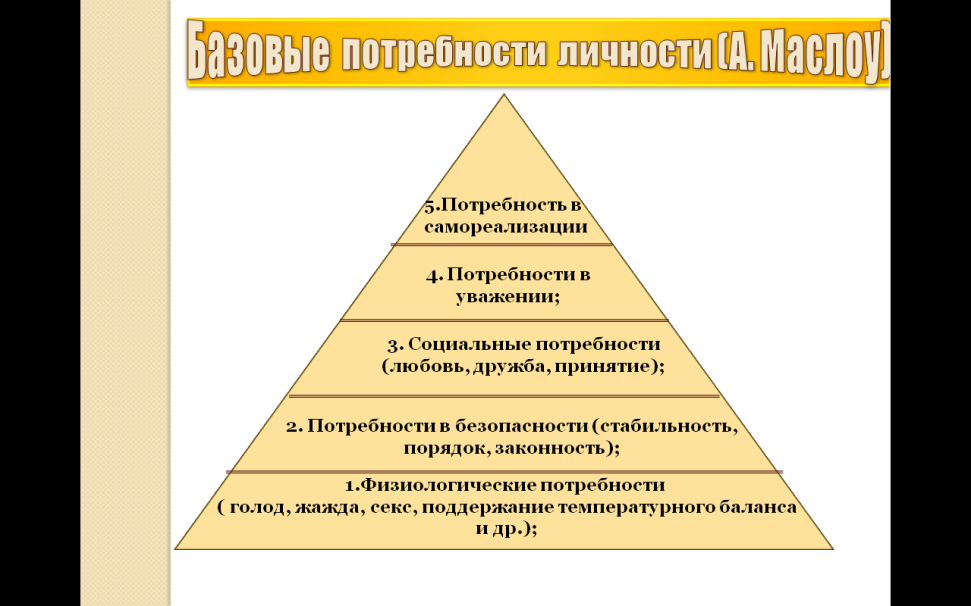 Базовые потребности личности (А. Маслоу)
5.Потребность в
самореализации
4. Потребности в
уважении;
3. Социальные потребности
(любовь, дружба, принятие);
2. Потребности в безопасности (стабильность,
порядок, законность);
1.Физиологические потребности
( голод, жажда, секс, поддержание температурного баланса
и др.);